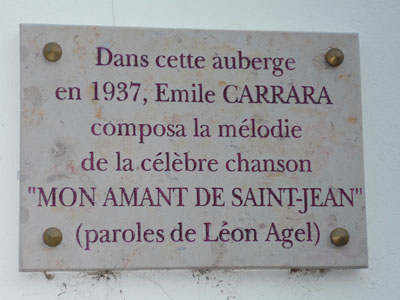 Dans cette auberge
en 1937, Emile CARRARA
composa la mélodie
de la célèbre chanson
"MON AMANT DE SAINT-JEAN"
(paroles de Léon Agel)